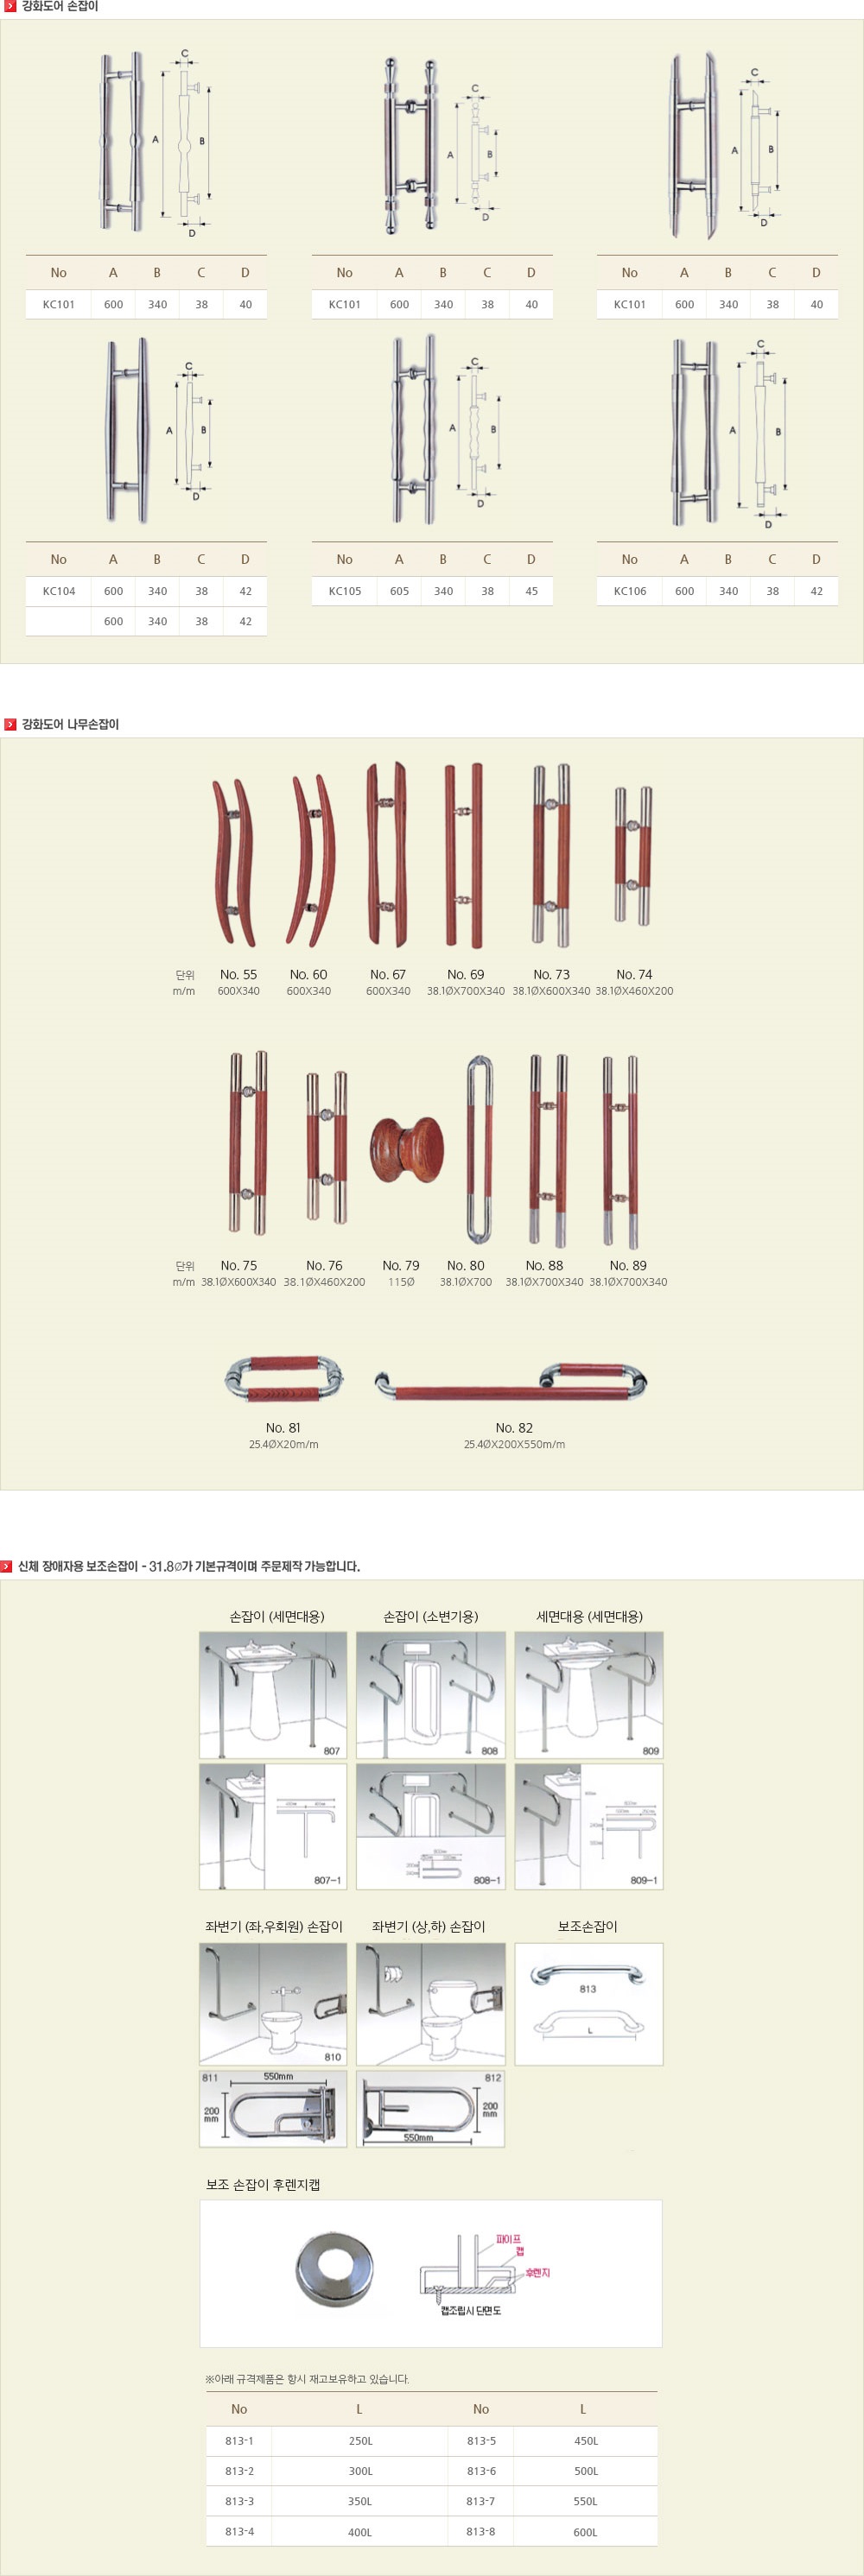 강화도어 손잡이
C A B D
C A B D
C A B D
No A B C D
KC101 600 340 38 40
No A B C D
KC101 600 340 38 40
No A B C D
KC101 600 340 38 40
C A B D
C A B D
C A B D
No A B C D
KC104 600 340 38 42
600 340 38 42
No A B C D
KC105 605 340 38 45
No A B C D
KC106 600 340 38 42
강화도어 나무손잡이
단위 No. 55 No. 60 No. 67 No. 69 No. 73 No. 74
m/m 600X340 600X340 600X340 38.1ØX700X340 38.1ØX600X340 38.1ØX460X200
단위 No. 75 No. 76 No. 79 No. 80 No. 88 No. 89
m/m 38.1ØX600X340 38.1ØX460X200 115Ø 38.1ØX700 38.1ØX700X340 38.1ØX700X340
No. 81 No. 82
25.4ØX20m/m 25.4ØX200X550m/m
신체 장애자용 보조손잡이 - 31.8Ø가 기본규격이며 주문제작 가능합니다.
손잡이 (세면대용) 손잡이 (소변기용) 세면대용 (세면대용)
807 808 809
807-1 808-1 809-1
좌변기 (좌,우회원) 손잡이 좌변기 (상,하) 손잡이 보조손잡이
810
813
L
811 550mm 200 mm
812 200 mm 550mm
보조 손잡이 후렌지캡
파이프
캡
후렌지
캡조립시 단면도
※아래 규격제품은 항시 재고보유하고 있습니다.
No L No L
813-1 250L 813-5 450L
813-2 300L 813-6 500L
813-3 350L 813-7 550L
813-4 400L 813-8 600L